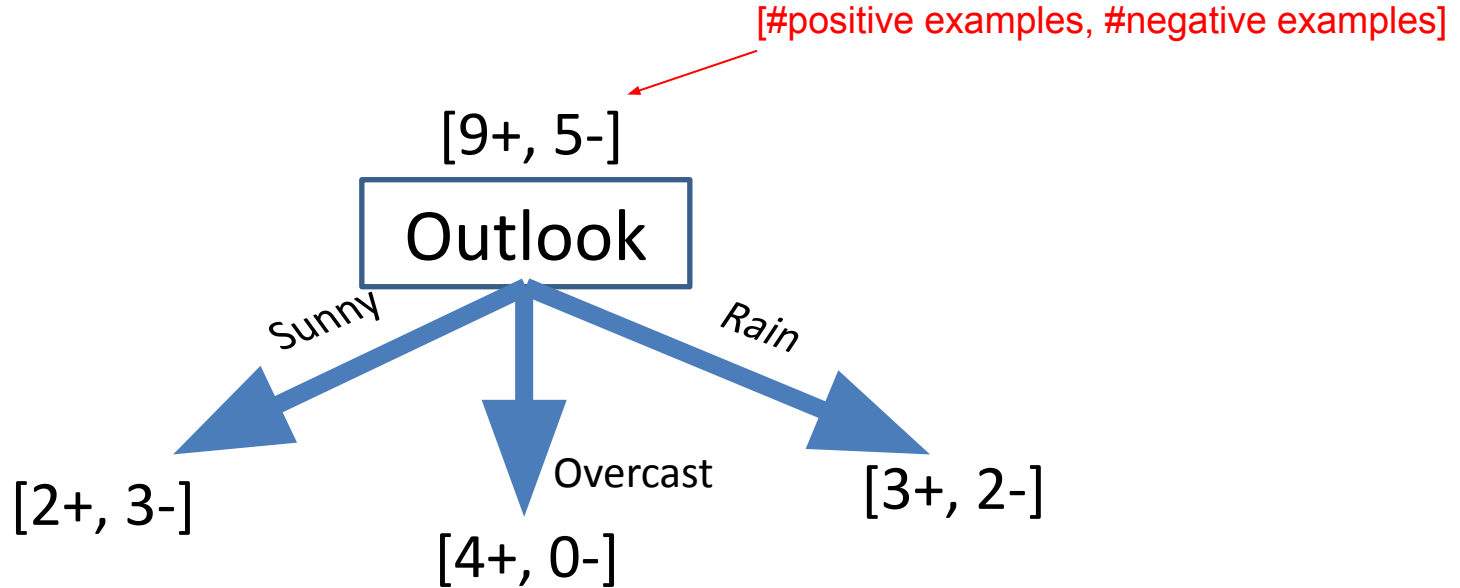 [#positive examples, #negative examples]
[9+, 5-]
Outlook
Sunny
Rain
Overcast
[2+, 3-]
[4+, 0-]
[3+, 2-]